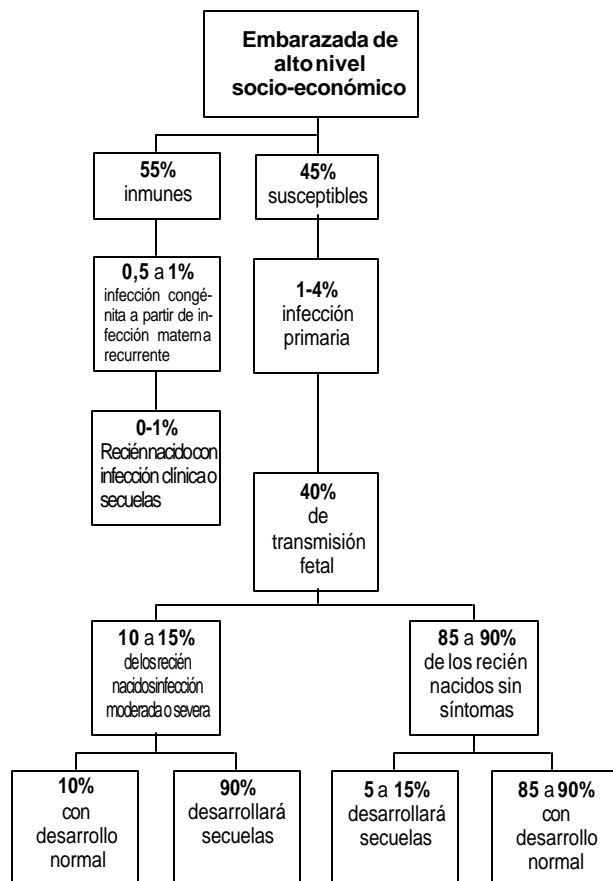 Embarazada de
alto nivel
socio-económico
55%
inmunes
45%
susceptibles
0,5 a 1%
infección congé-
nita a partir de in-
fección materna
recurrente
1-4%
infección
primaria
0-1%
Recién nacido con
infección clínica o
secuelas
40%
de
transmisión
fetal
10 a 15%
de los recién
nacidos infección
moderada o severa
85 a 90%
de los recién
nacidos sin
síntomas
10%
con
desarrollo
normal
90%
desarrollará
secuelas
5 a 15%
desarrollará
secuelas
85 a 90%
con
desarrollo
normal